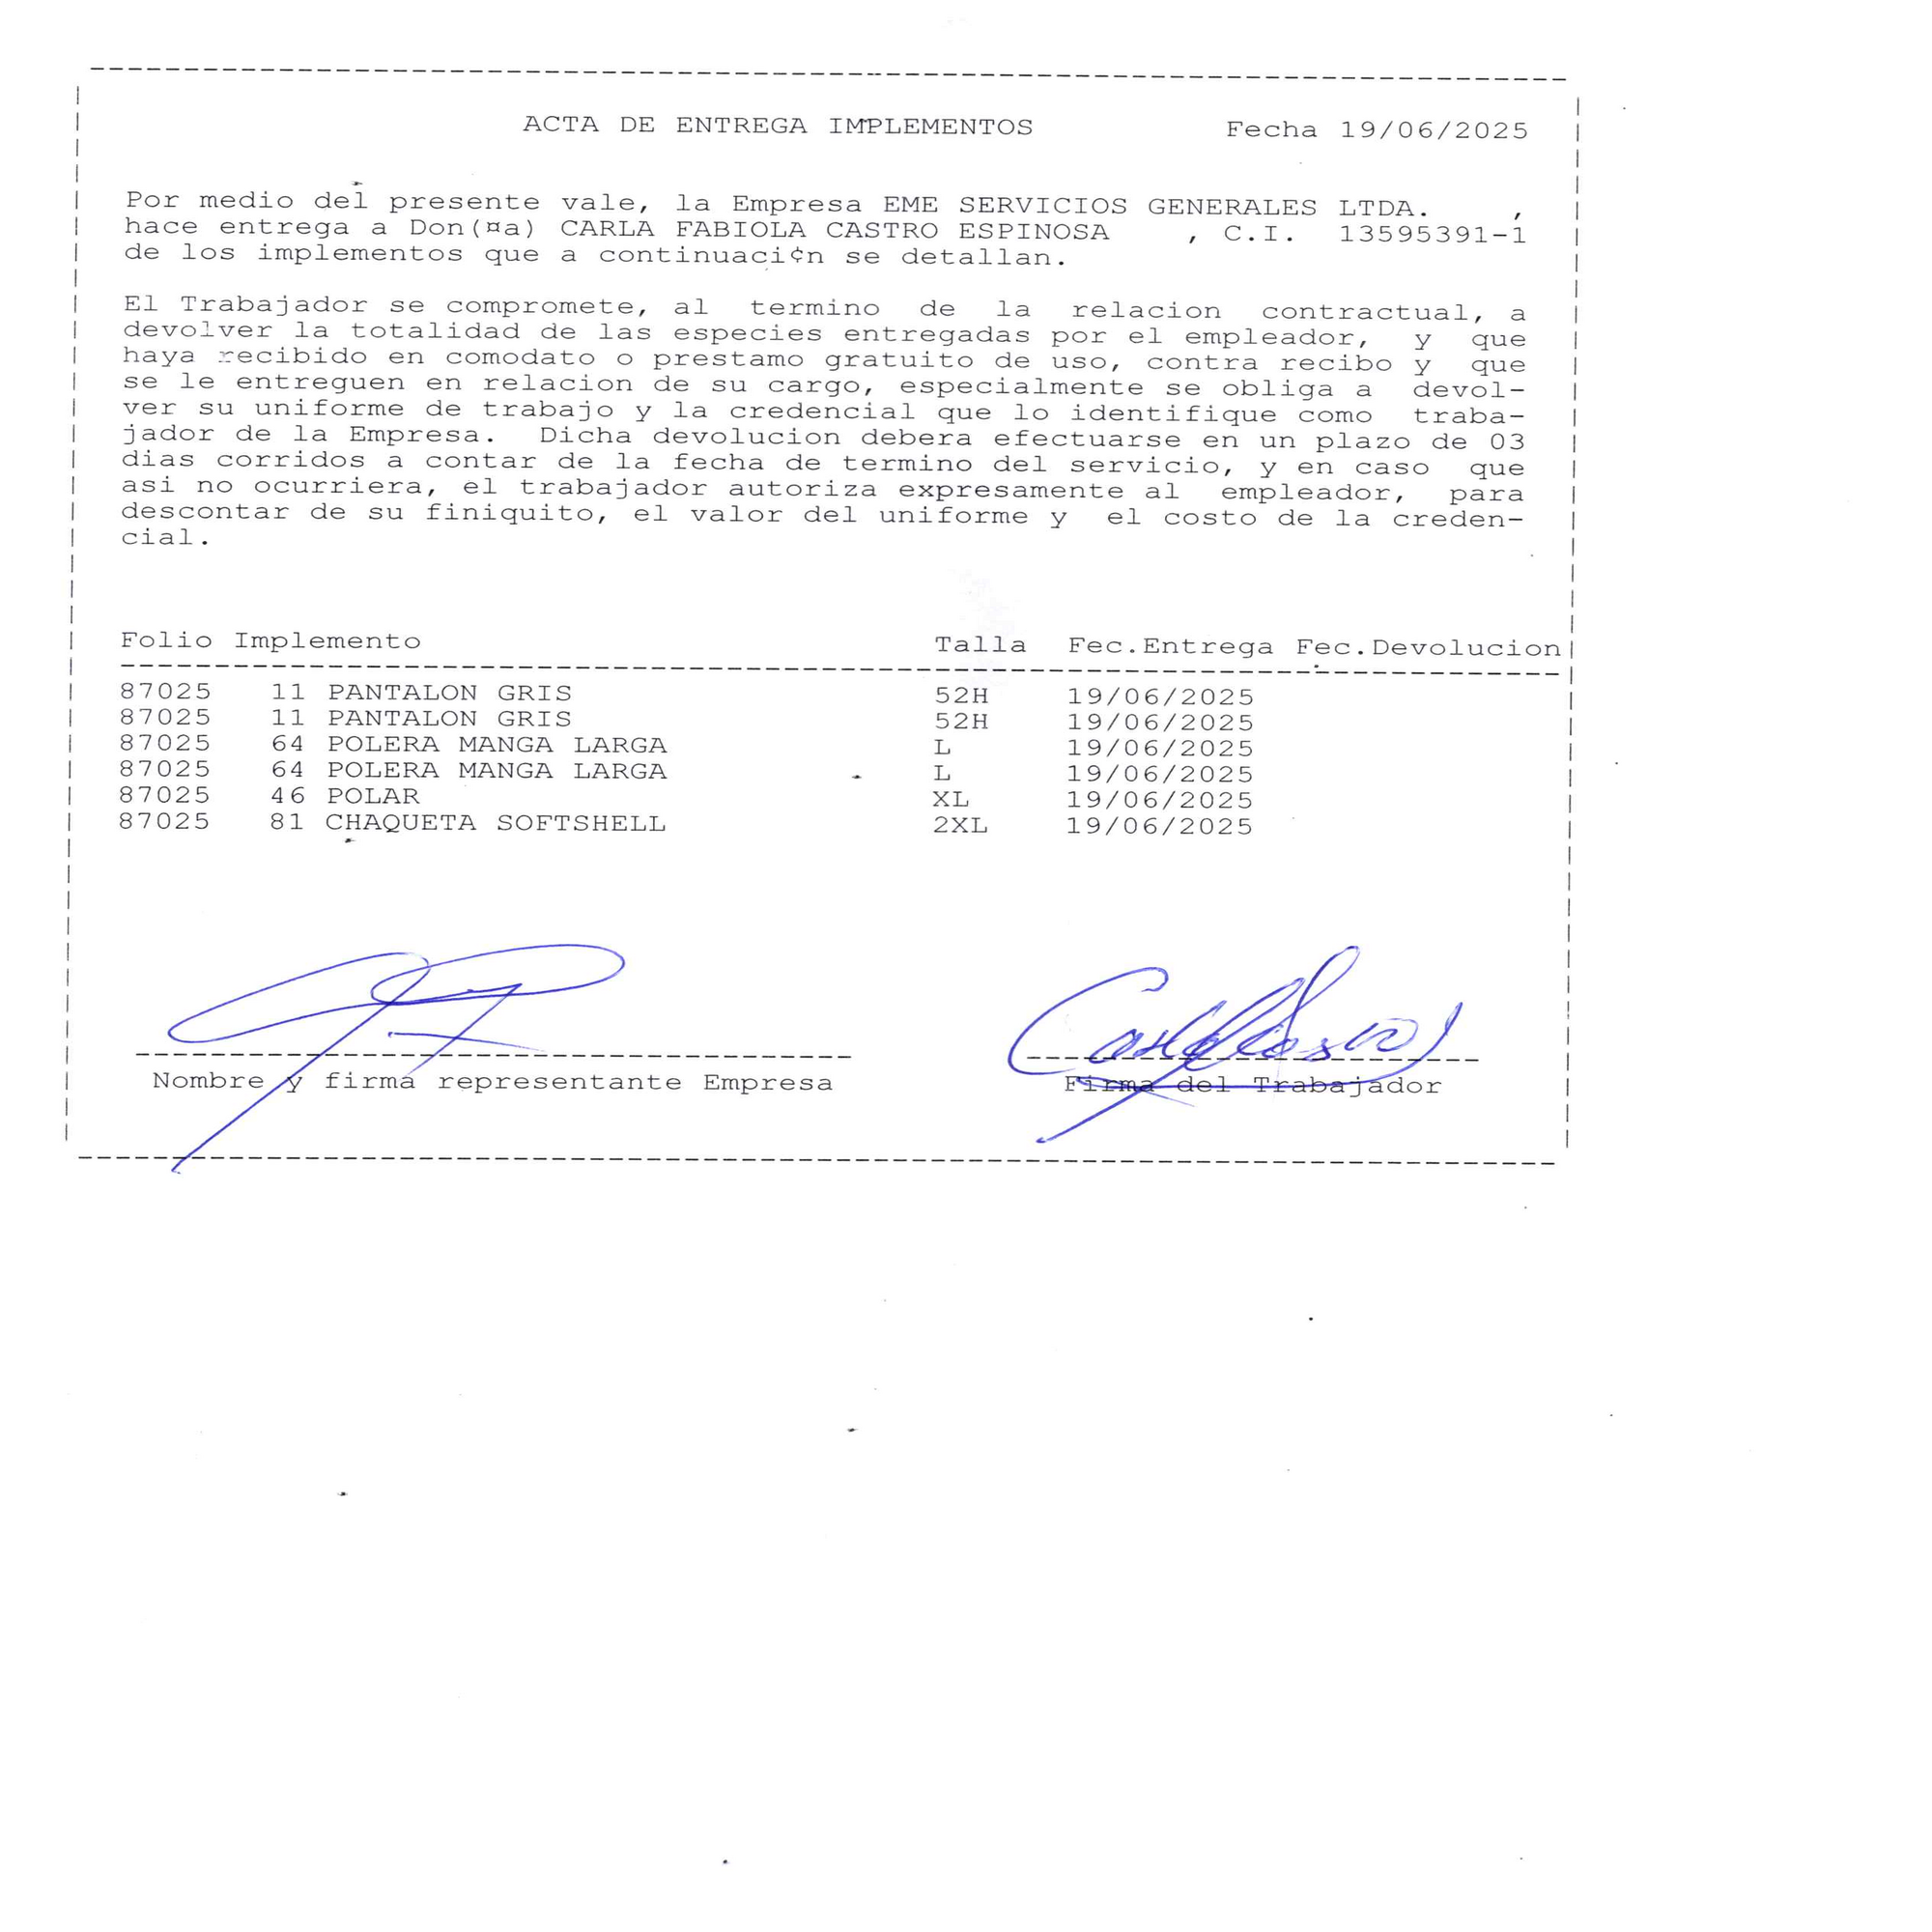 ACTA DE ENTREGA IMPLEMENTOS Fecha 19/06/2025
Por medio del presente vale, la Empresa EME SERVICIOS GENERALES LTDA. ,
hace entrega a Don(¤a) CARLA FABIOLA CASTRO ESPINOSA , C.I. 13595391-1
de los implementos que a continuaci¢n se detallan.
El Trabajador se compromete, al termino de la relacion contractual, a
devolver la totalidad de las especies entregadas por el empleador, y que
haya recibido en comodato o prestamo gratuito de uso, contra recibo y que
se le entreguen en relacion de su cargo, especialmente se obliga a devol-
ver su uniforme de trabajo y la credencial que lo identifique como traba-
jador de la Empresa. Dicha devolucion debera efectuarse en un plazo de 03
dias corridos a contar de la fecha de termino del servicio, y en caso que
asi no ocurriera, el trabajador autoriza expresamente al empleador, para
descontar de su finiquito, el valor del uniforme y el costo de la creden-
cial.
Folio Implemento Talla Fec.Entrega Fec.Devolucion
87025 11 PANTALON GRIS 52H 19/06/2025
87025 11 PANTALON GRIS 52H 19/06/2025
87025 64 POLERA MANGA LARGA L 19/06/2025
87025 64 POLERA MANGA LARGA L 19/06/2025
87025 46 POLAR XL 19/06/2025
87025 81 CHAQUETA SOFTSHELL 2XL 19/06/2025
Nombre y firma representante Empresa Firma del Trabajador